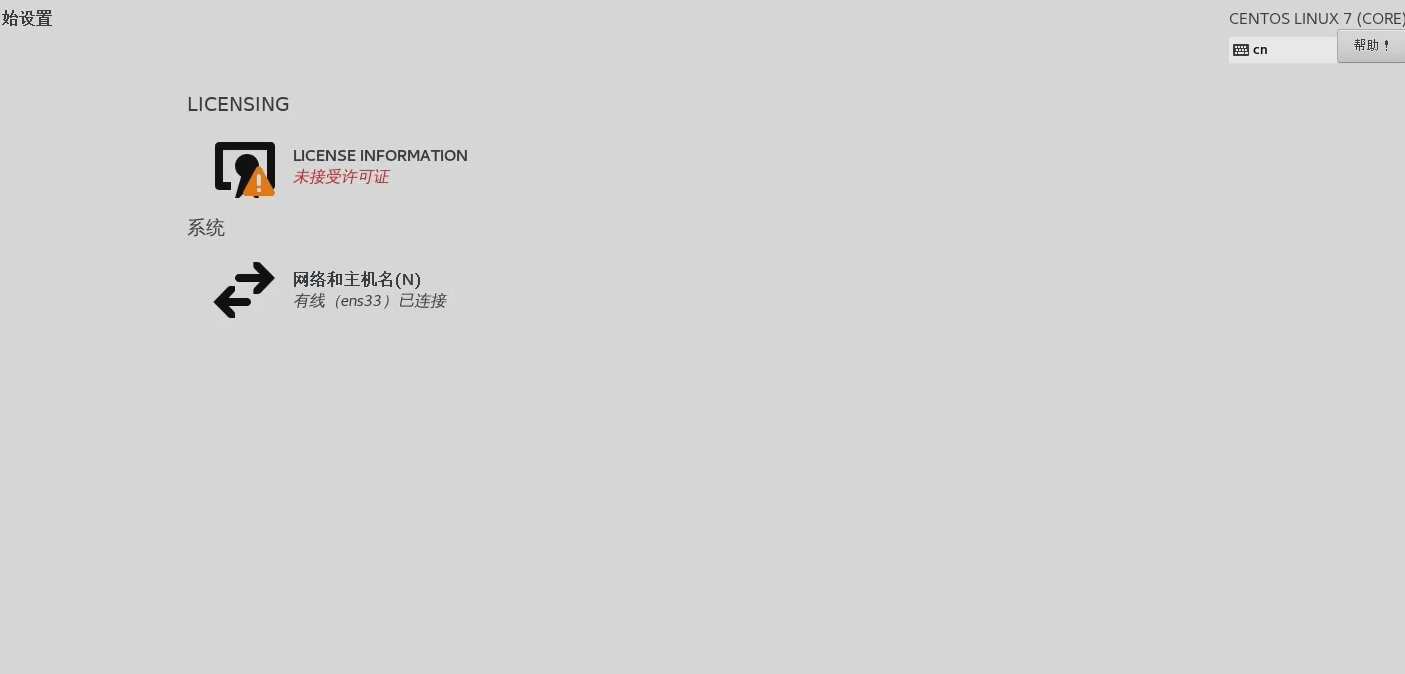 始设置
CENTOS LINUX 7 (CORE)
cn
帮助！
LICENSING
LICENSE INFORMATION
未接受许可证
系统
网络和主机名(N)
有线（ens33）已连接